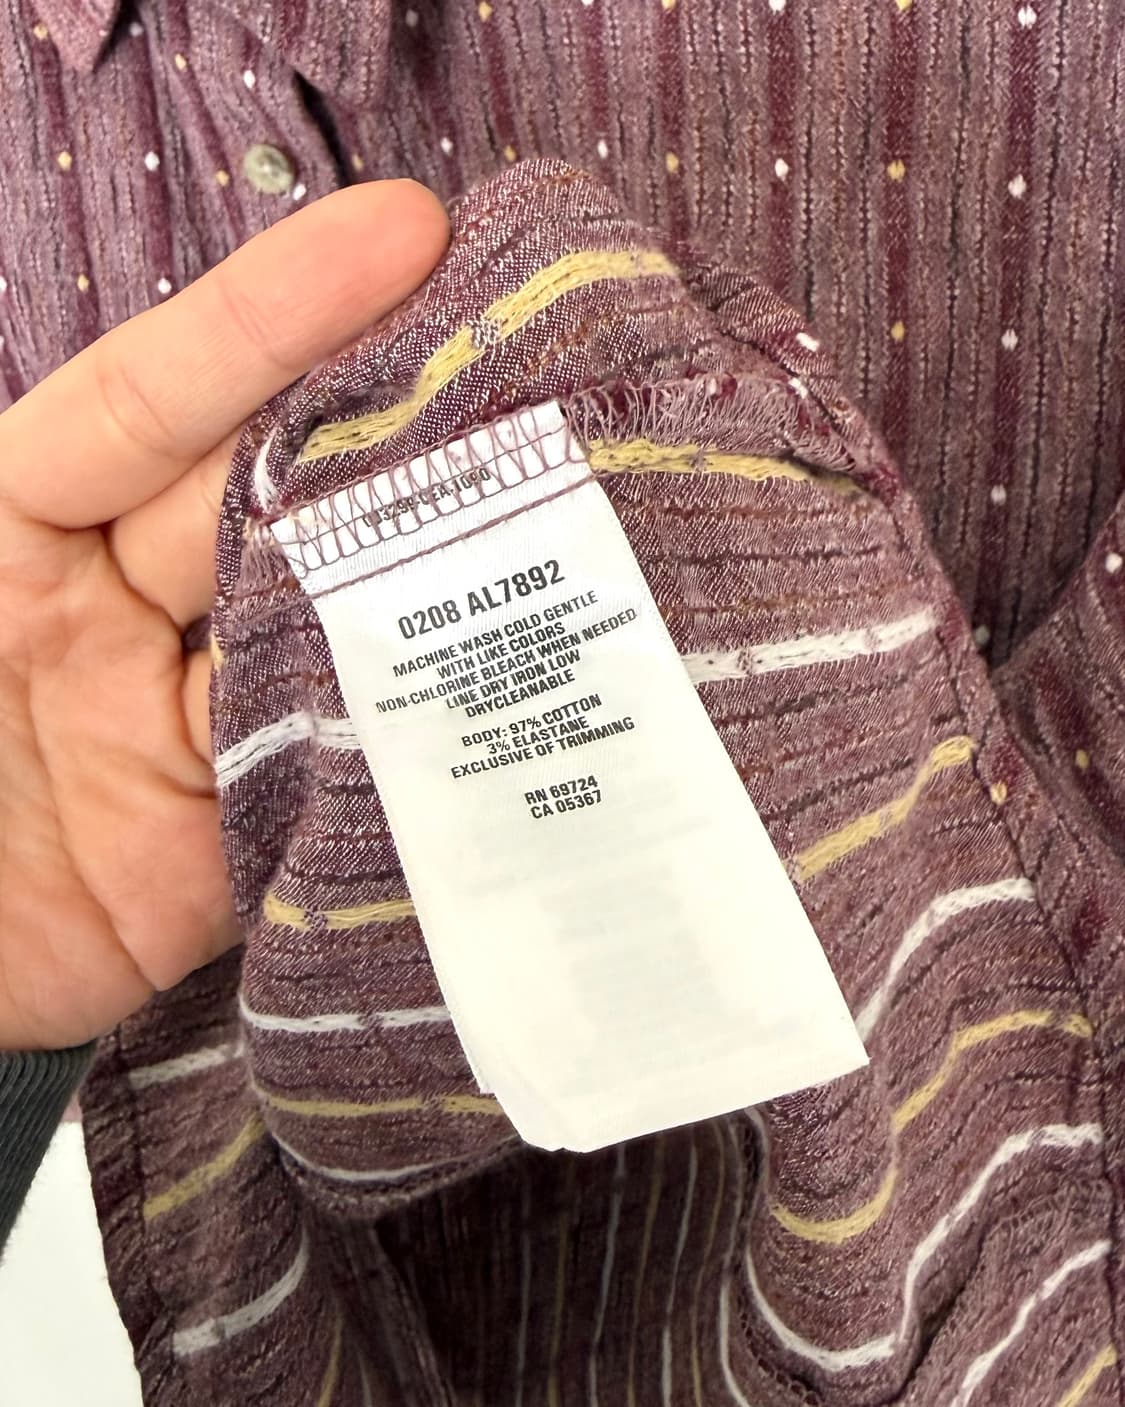 0208 AL7892
MACHINE WASH COLD GENTLE
WITH LIKE COLORS
NON-CHLORINE BLEACH WHEN NEEDED
LINE DRY IRON LOW
DRYCLEANABLE
BODY: 97% COTTON
3% ELASTANE
EXCLUSIVE OF TRIMMING
RN 69724
CA 05367